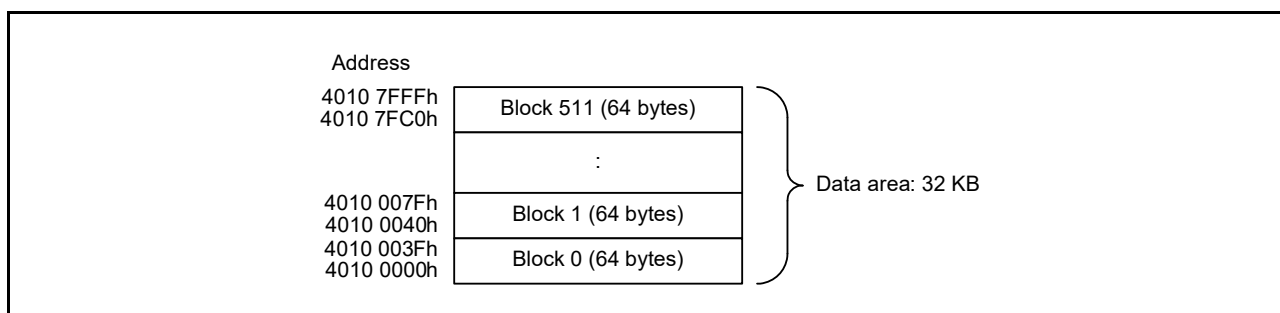 Address
4010 7FFFh
4010 7FC0h
Block 511 (64 bytes)
:
Data area: 32 KB
4010 007Fh
4010 0040h
Block 1 (64 bytes)
4010 003Fh
4010 0000h
Block 0 (64 bytes)